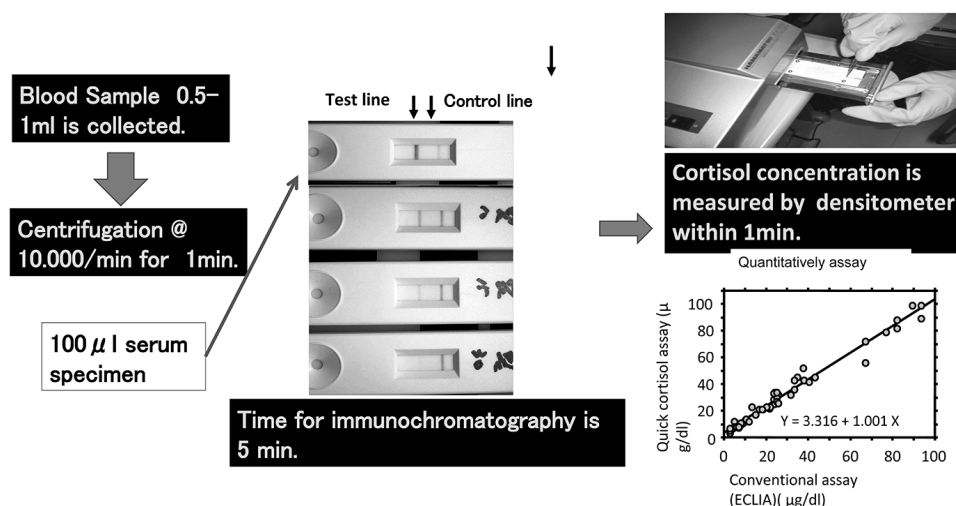 Blood Sample 0.5-
1ml is collected.
Centrifugation @
10.000/min for 1min.
100μl serum
specimen
Test line
Control line
Time for immunochromatography is
5 min.
Cortisol concentration is
measured by densitometer
within 1min.
Quantitatively assay
Quick cortisol assay (μ
g/dl)
100
80
60
40
20
0
Y = 3.316 + 1.001 X
0 20 40 60 80 100
Conventional assay
(ECLIA)( μg/dl)